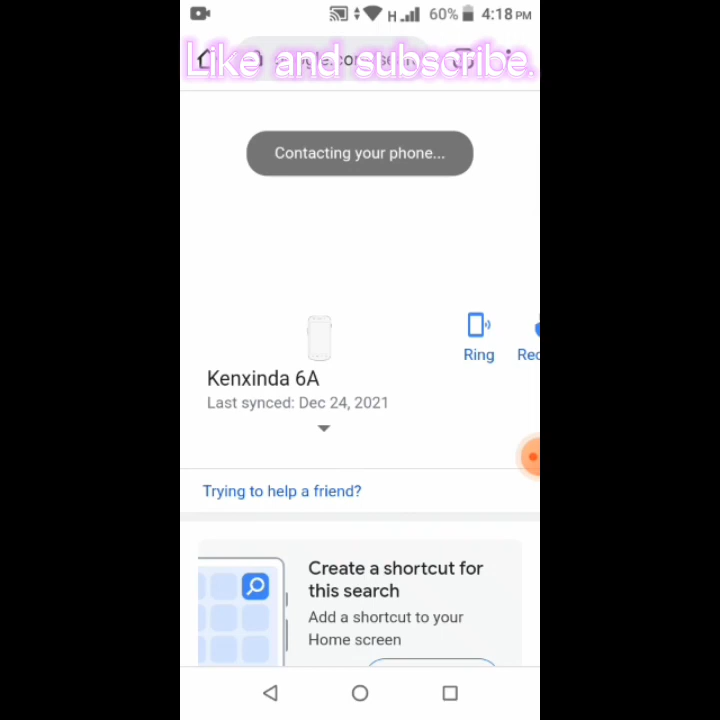 H 60% 4:18 PM
Like and subscribe.
Contacting your phone...
Ring
Kenxinda 6A
Last synced: Dec 24, 2021
Trying to help a friend?
Create a shortcut for
this search
Add a shortcut to your
Home screen